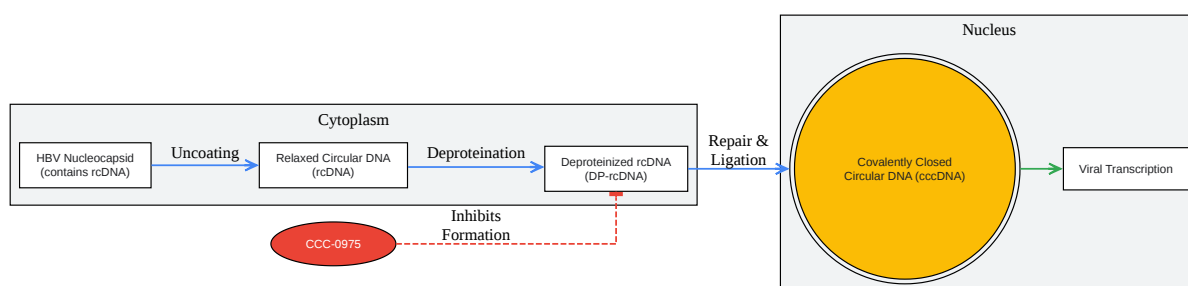 Nucleus
Cytoplasm
HBV Nucleocapsid
(contains rcDNA)
Uncoating
Relaxed Circular DNA
(rcDNA)
Deproteination
Deproteinized rcDNA
(DP-rcDNA)
Repair &
Ligation
Covalently Closed
Circular DNA (cccDNA)
Viral Transcription
CCC-0975
Inhibits
Formation